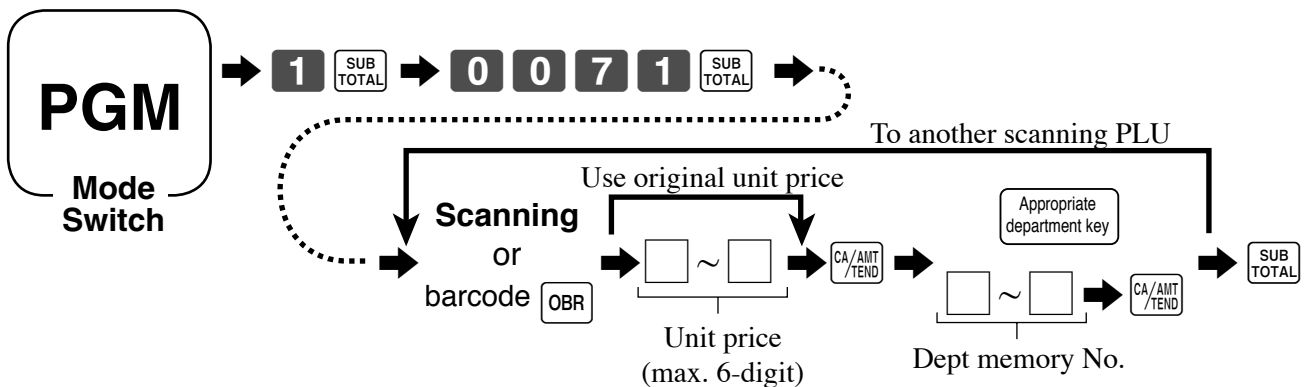 PGM
Mode
Switch
1 SUB TOTAL 0 0 7 1 SUB TOTAL
To another scanning PLU
Use original unit price
Scanning
or
barcode OBR
~
CA/AMT /TEND
Appropriate
department key
~
CA/AMT /TEND
SUB TOTAL
Unit price
(max. 6-digit)
Dept memory No.